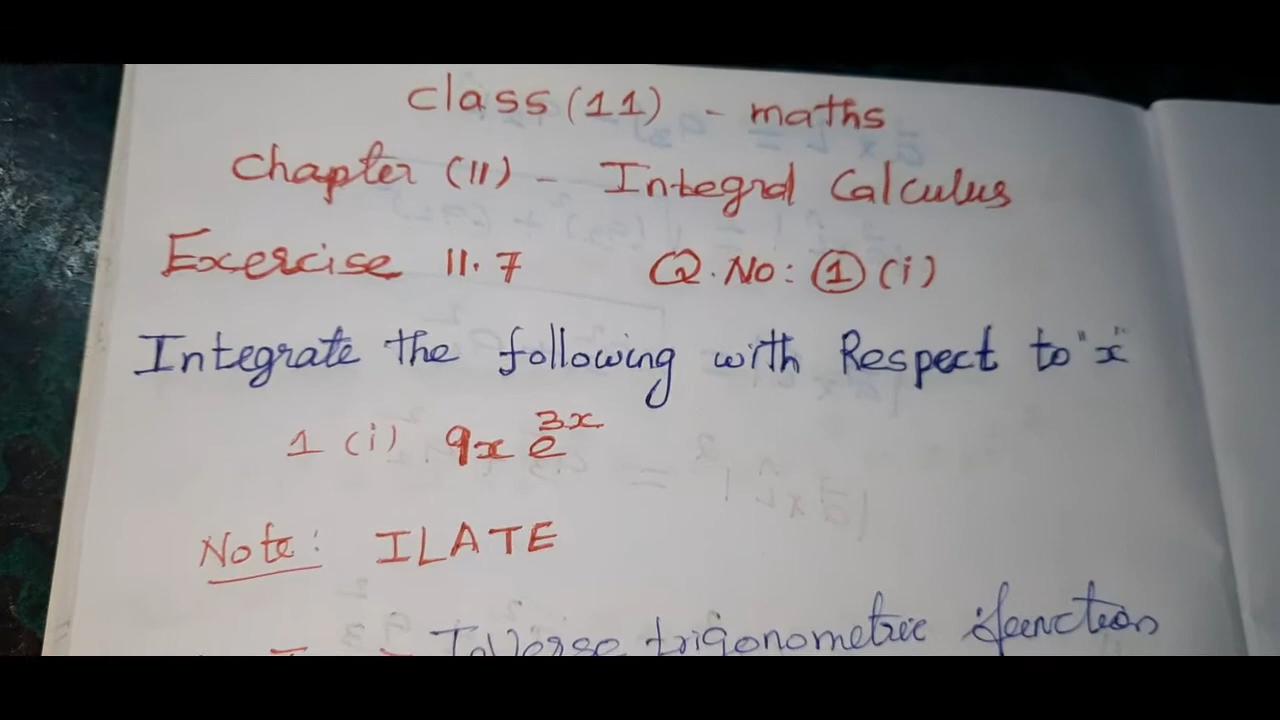 class (11) - maths
Chapter (11) - Integral Calculus
Exercise 11.7 Q.No: ① (i)
Integrate the following with Respect to "x"
1 (i) 9x e^3x
Note: ILATE
Inverse trigonometric function